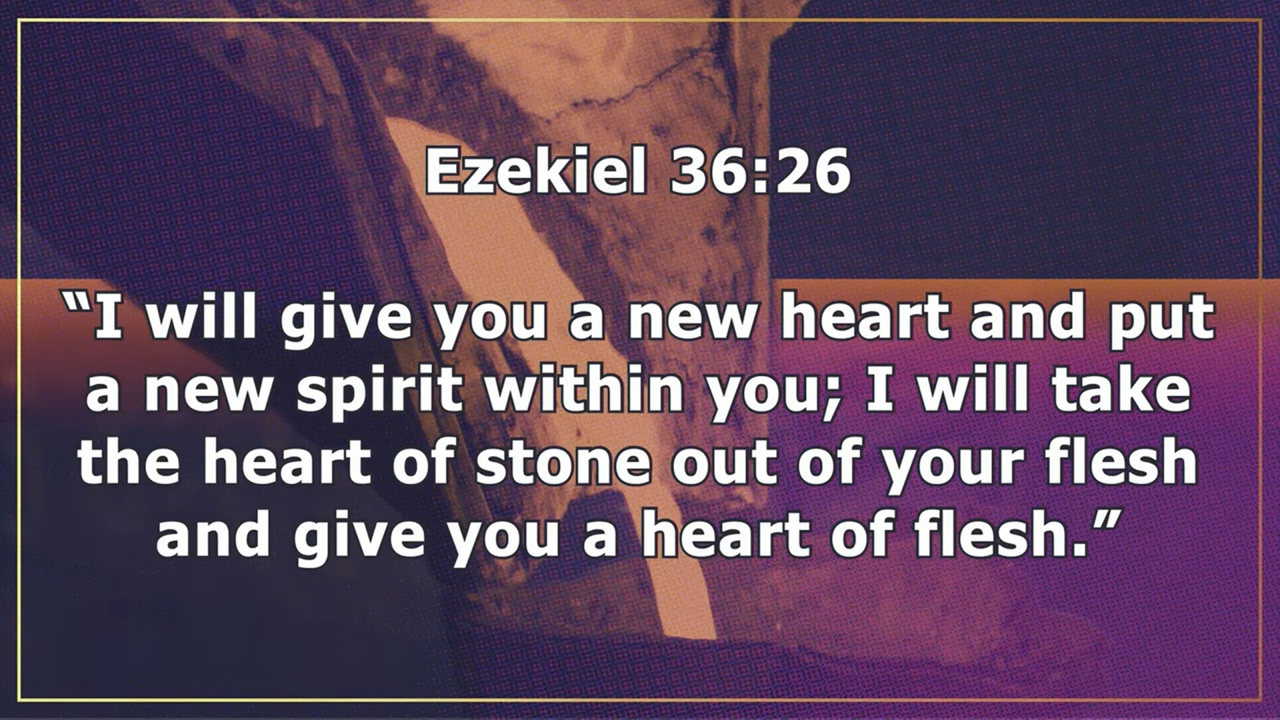 Ezekiel 36:26
“I will give you a new heart and put
a new spirit within you; I will take
the heart of stone out of your flesh
and give you a heart of flesh.”